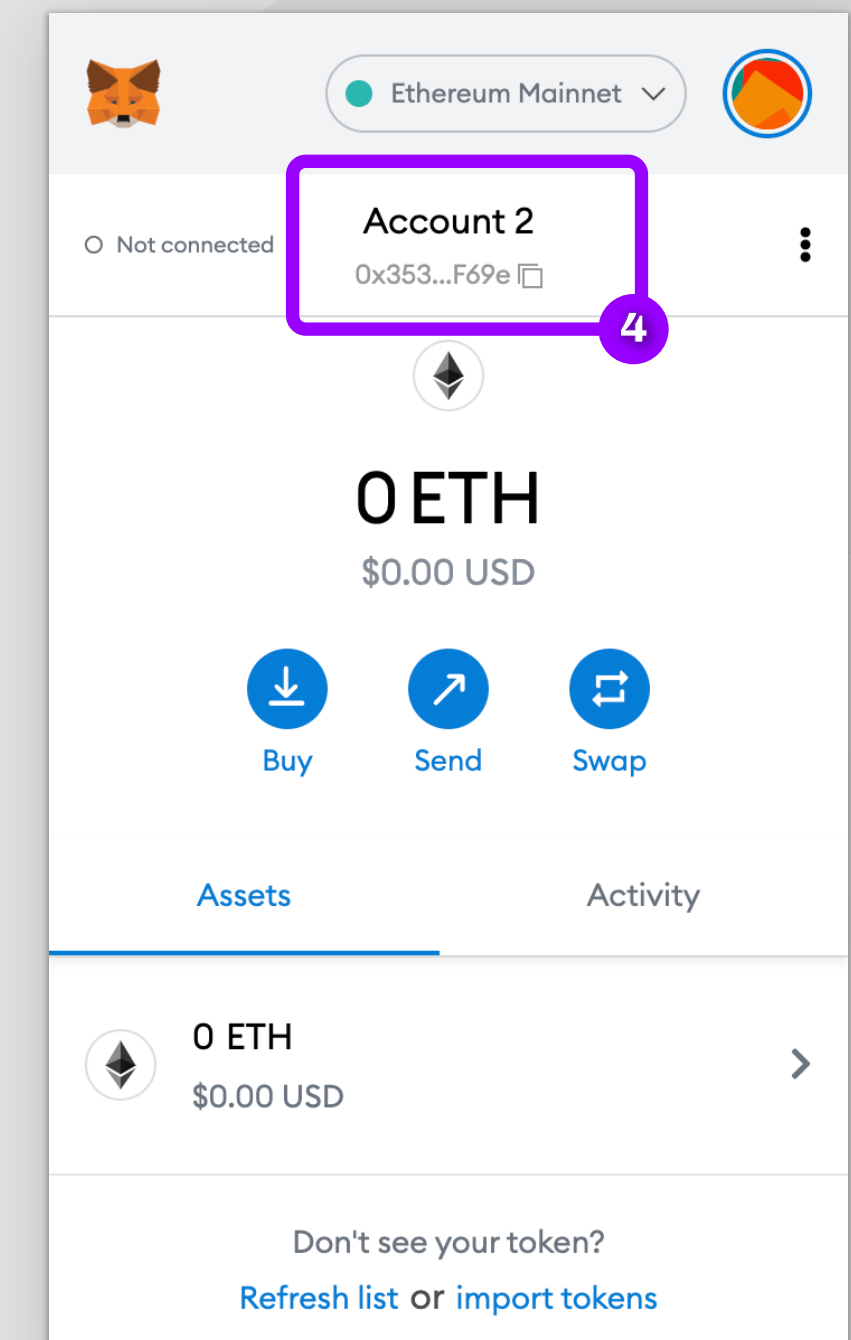 Ethereum Mainnet
Not connected
Account 2
0x353...F69e
4
0 ETH
$0.00 USD
Buy
Send
Swap
Assets
Activity
0 ETH
$0.00 USD
Don't see your token?
Refresh list or import tokens